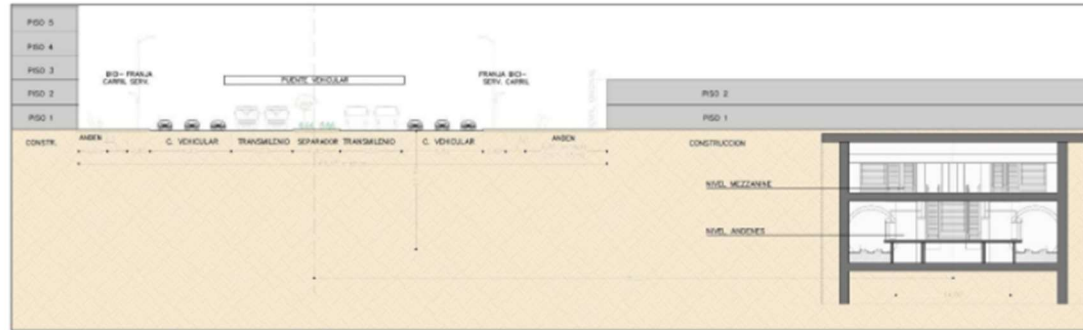 PISO 5
PISO 4
PISO 3
PISO 2
PISO 1
CONSTR.
BICI- FRANJA
CARRIL SERV.
PUENTE VEHICULAR
FRANJA BICI-
SERV. CARRIL
ANDEN
C. VEHICULAR
TRANSMILENIO
SEPARADOR
TRANSMILENIO
C. VEHICULAR
ANDEN
PISO 2
PISO 1
CONSTRUCCION
NIVEL MEZZANINE
NIVEL ANDENES